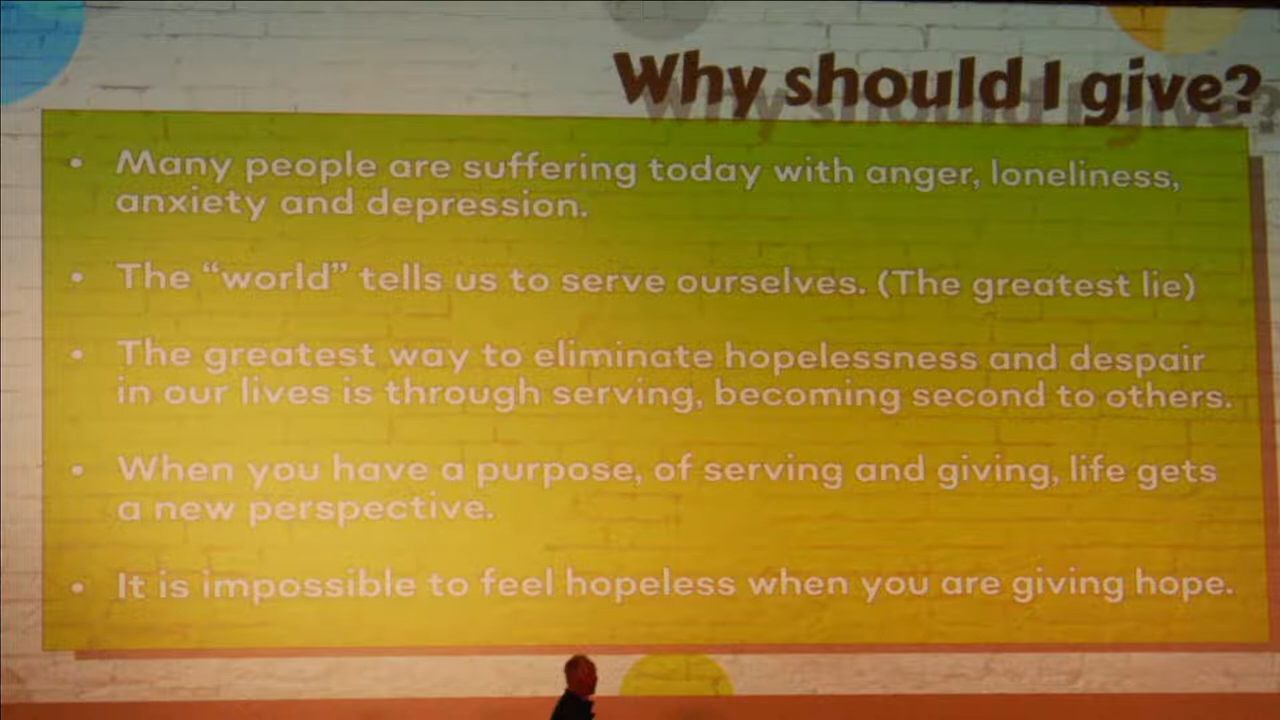 Why should I give?
• Many people are suffering today with anger, loneliness,
anxiety and depression.
• The “world” tells us to serve ourselves. (The greatest lie)
• The greatest way to eliminate hopelessness and despair
in our lives is through serving, becoming second to others.
• When you have a purpose, of serving and giving, life gets
a new perspective.
• It is impossible to feel hopeless when you are giving hope.